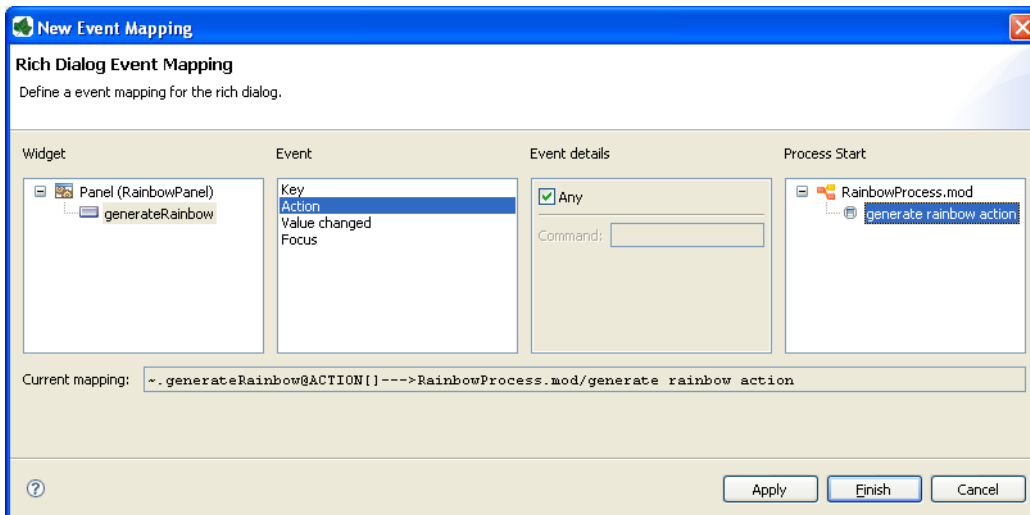 New Event Mapping
Rich Dialog Event Mapping
Define a event mapping for the rich dialog.
Widget
Event
Event details
Process Start
Panel (RainbowPanel)
generateRainbow
Key
Action
Value changed
Focus
Any
Command:
RainbowProcess.mod
generate rainbow action
Current mapping: ~.generateRainbow@ACTION[]--->RainbowProcess.mod/generate rainbow action
Apply
Finish
Cancel